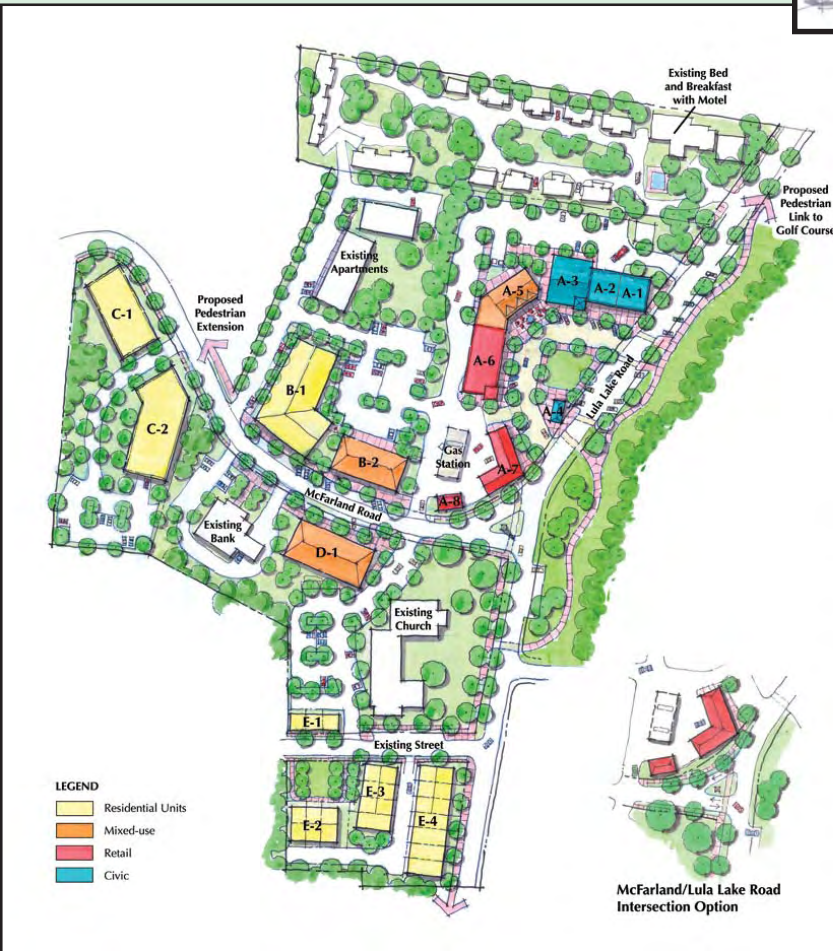 Existing Bed
and Breakfast
with Motel
Proposed
Pedestrian
Link to
Golf Course
Existing
Apartments
A-5
A-3
A-2
A-1
C-1
Proposed
Pedestrian
Extension
A-6
Lula Lake Road
B-1
A-4
C-2
Gas
Station
B-2
A-7
McFarland Road
A-8
Existing
Bank
D-1
Existing
Church
E-1
Existing Street
E-3
E-2
E-4
LEGEND
Residential Units
Mixed-use
Retail
Civic
McFarland/Lula Lake Road
Intersection Option